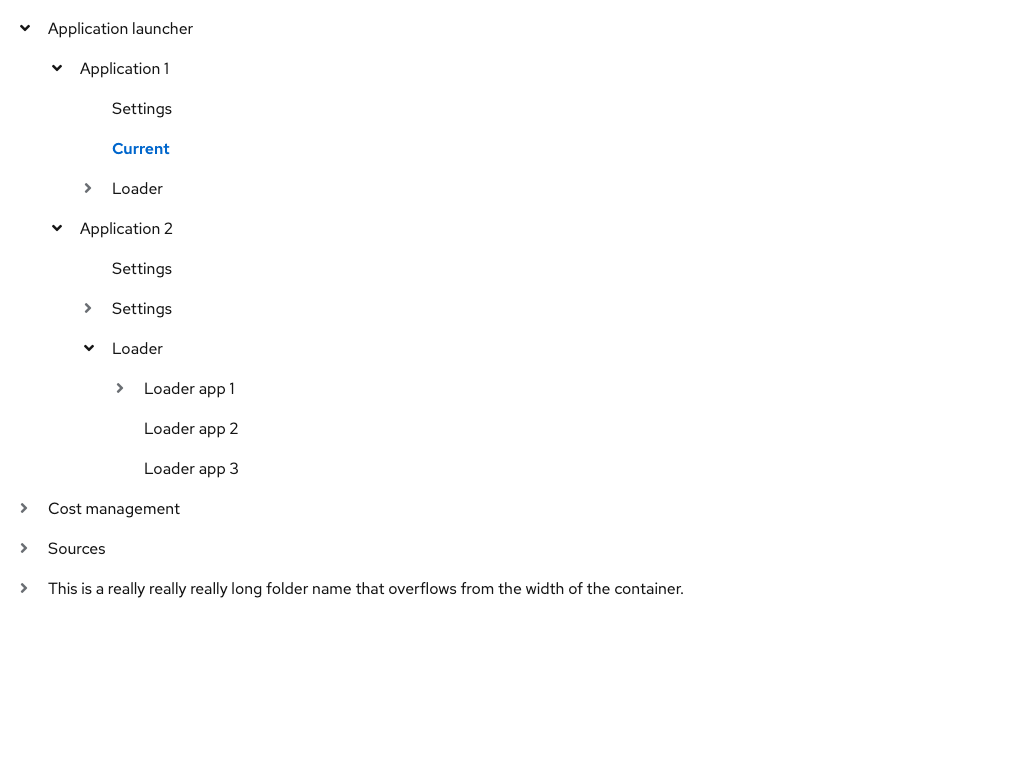 Application launcher
Application 1
Settings
Current
Loader
Application 2
Settings
Settings
Loader
Loader app 1
Loader app 2
Loader app 3
Cost management
Sources
This is a really really really long folder name that overflows from the width of the container.